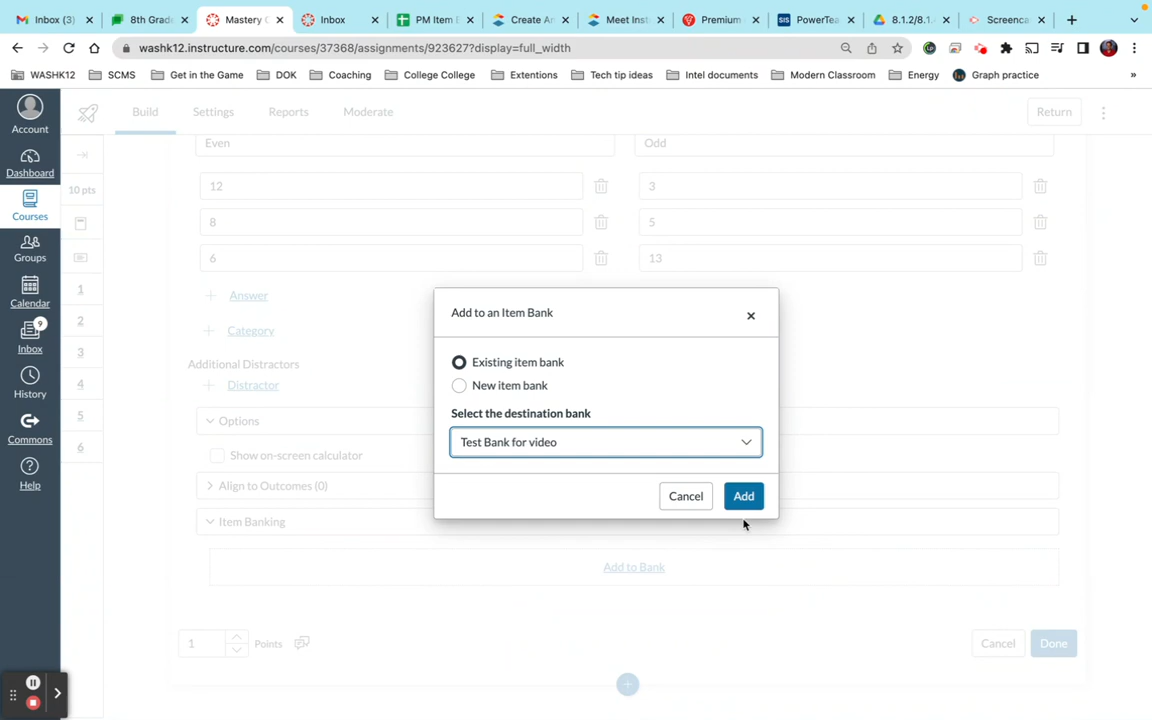 Inbox (3)
8th Grade
Mastery C
Inbox
PM Item B
Create An
Meet Inst
Premium
PowerTea
8.1.2/8.1.
Screenca
washk12.instructure.com/courses/37368/assignments/923627?display=full_width
WASHK12
SCMS
Get in the Game
DOK
Coaching
College College
Extentions
Tech tip ideas
Intel documents
Modern Classroom
Energy
Graph practice
»
Account
Dashboard
Courses
Groups
Calendar
9
Inbox
History
Commons
Help
Build
Settings
Reports
Moderate
Return
10 pts
1
2
3
4
5
6
Even
Odd
12
3
8
5
6
13
+ Answer
+ Category
Additional Distractors
+ Distractor
Options
Show on-screen calculator
Align to Outcomes (0)
Item Banking
Add to Bank
1
Points
Cancel
Done
Add to an Item Bank
Existing item bank
New item bank
Select the destination bank
Test Bank for video
Cancel
Add